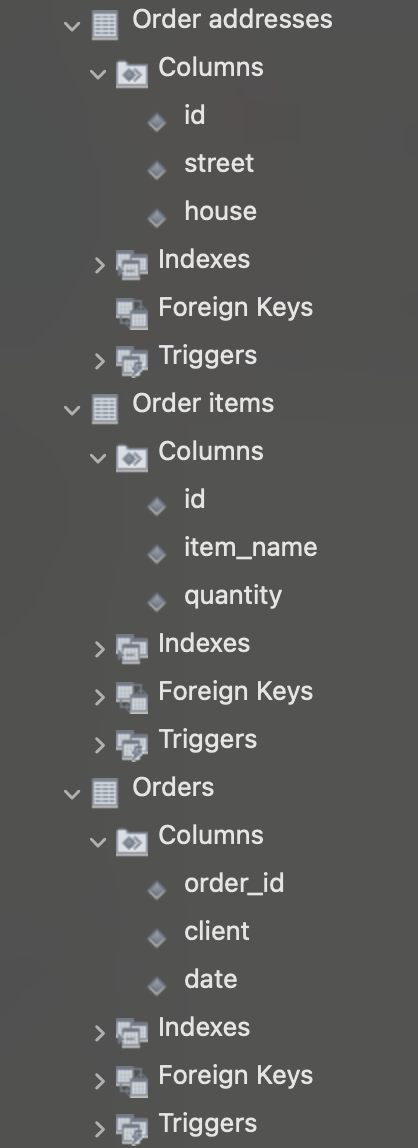 Order addresses
Columns
id
street
house
Indexes
Foreign Keys
Triggers
Order items
Columns
id
item_name
quantity
Indexes
Foreign Keys
Triggers
Orders
Columns
order_id
client
date
Indexes
Foreign Keys
Triggers